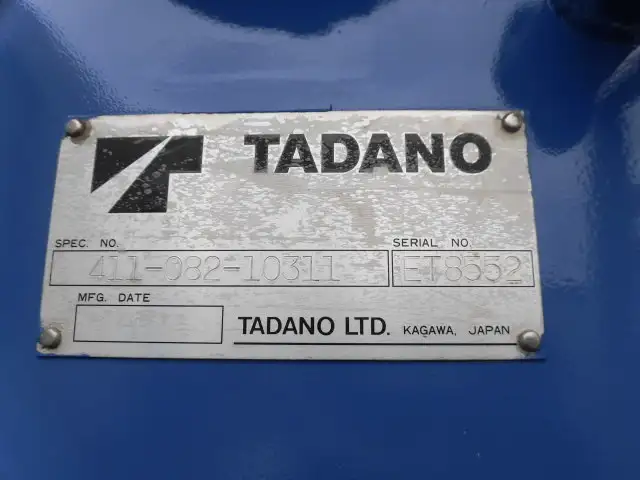 TADANO
SPEC. NO. SERIAL NO.
411-082-10311 ET8552
MFG. DATE
TADANO LTD. KAGAWA, JAPAN